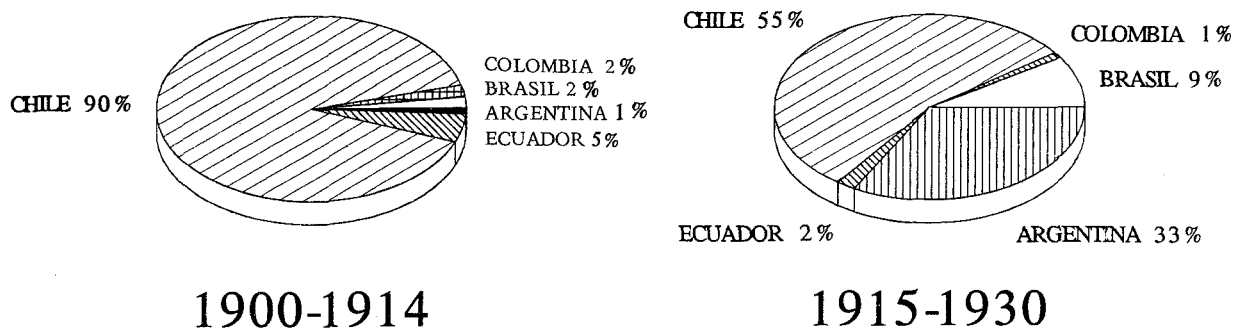 CHILE 90%
COLOMBIA 2%
BRASIL 2%
ARGENTINA 1%
ECUADOR 5%
1900-1914
CHILE 55%
COLOMBIA 1%
BRASIL 9%
ECUADOR 2%
ARGENTINA 33%
1915-1930